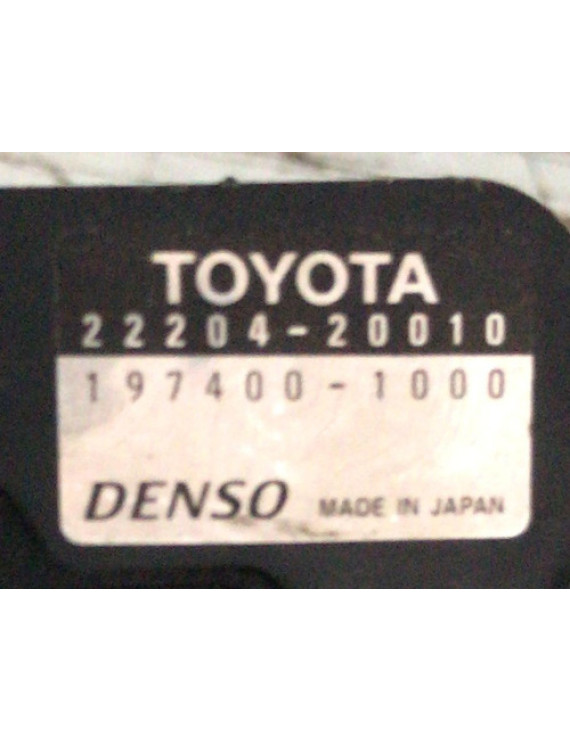 TOYOTA
22204-20010
197400-1000
DENSO MADE IN JAPAN